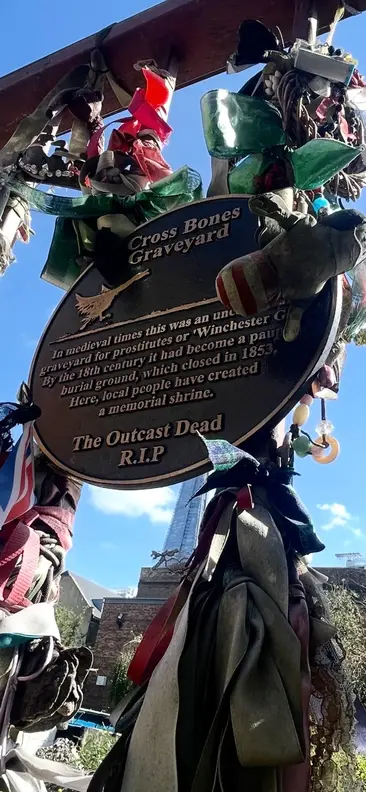 Cross Bones
Graveyard
In medieval times this was an
graveyard for prostitutes or 'Winchester
By the 18th century it had become a
burial ground, which closed in 1853.
Here, local people have created
a memorial shrine.
The Outcast Dead
R.I.P